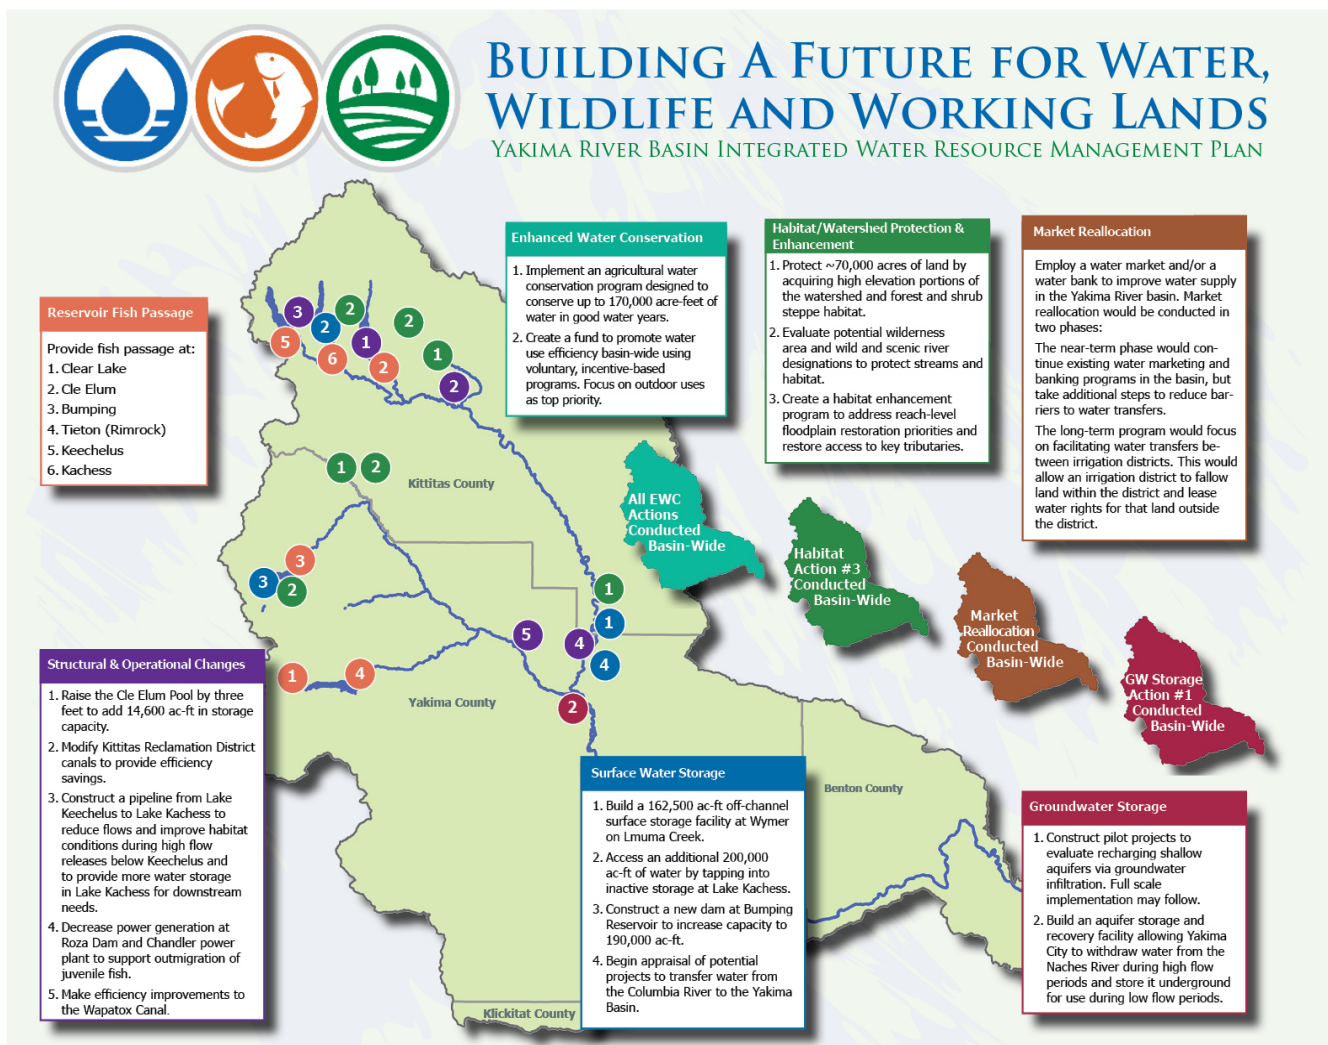 BUILDING A FUTURE FOR WATER,
WILDLIFE AND WORKING LANDS
YAKIMA RIVER BASIN INTEGRATED WATER RESOURCE MANAGEMENT PLAN
Reservoir Fish Passage
Provide fish passage at:
1. Clear Lake
2. Cle Elum
3. Bumping
4. Tieton (Rimrock)
5. Keechelus
6. Kachess
Enhanced Water Conservation
1. Implement an agricultural water
conservation program designed to
conserve up to 170,000 acre-feet of
water in good water years.
2. Create a fund to promote water
use efficiency basin-wide using
voluntary, incentive-based
programs. Focus on outdoor uses
as top priority.
Habitat/Watershed Protection &
Enhancement
1. Protect ~70,000 acres of land by
acquiring high elevation portions of
the watershed and forest and shrub
steppe habitat.
2. Evaluate potential wilderness
area and wild and scenic river
designations to protect streams and
habitat.
3. Create a habitat enhancement
program to address reach-level
floodplain restoration priorities and
restore access to key tributaries.
Market Reallocation
Employ a water market and/or a
water bank to improve water supply
in the Yakima River basin. Market
reallocation would be conducted in
two phases:
The near-term phase would con-
tinue existing water marketing and
banking programs in the basin, but
take additional steps to reduce bar-
riers to water transfers.
The long-term program would focus
on facilitating water transfers be-
tween irrigation districts. This would
allow an irrigation district to fallow
land within the district and lease
water rights for that land outside
the district.
3
2
2
2
5
6
1
2
1
2
1
2
Kittitas County
3
3
2
1
1
4
4
5
1
4
2
Yakima County
Benton County
Klickitat County
All EWC
Actions
Conducted
Basin-Wide
Habitat
Action #3
Conducted
Basin-Wide
Market
Reallocation
Conducted
Basin-Wide
GW Storage
Action #1
Conducted
Basin-Wide
Structural & Operational Changes
1. Raise the Cle Elum Pool by three
feet to add 14,600 ac-ft in storage
capacity.
2. Modify Kittitas Reclamation District
canals to provide efficiency
savings.
3. Construct a pipeline from Lake
Keechelus to Lake Kachess to
reduce flows and improve habitat
conditions during high flow
releases below Keechelus and
to provide more water storage
in Lake Kachess for downstream
needs.
4. Decrease power generation at
Roza Dam and Chandler power
plant to support outmigration of
juvenile fish.
5. Make efficiency improvements to
the Wapatox Canal.
Surface Water Storage
1. Build a 162,500 ac-ft off-channel
surface storage facility at Wymer
on Lmuma Creek.
2. Access an additional 200,000
ac-ft of water by tapping into
inactive storage at Lake Kachess.
3. Construct a new dam at Bumping
Reservoir to increase capacity to
190,000 ac-ft.
4. Begin appraisal of potential
projects to transfer water from
the Columbia River to the Yakima
Basin.
Groundwater Storage
1. Construct pilot projects to
evaluate recharging shallow
aquifers via groundwater
infiltration. Full scale
implementation may follow.
2. Build an aquifer storage and
recovery facility allowing Yakima
City to withdraw water from the
Naches River during high flow
periods and store it underground
for use during low flow periods.